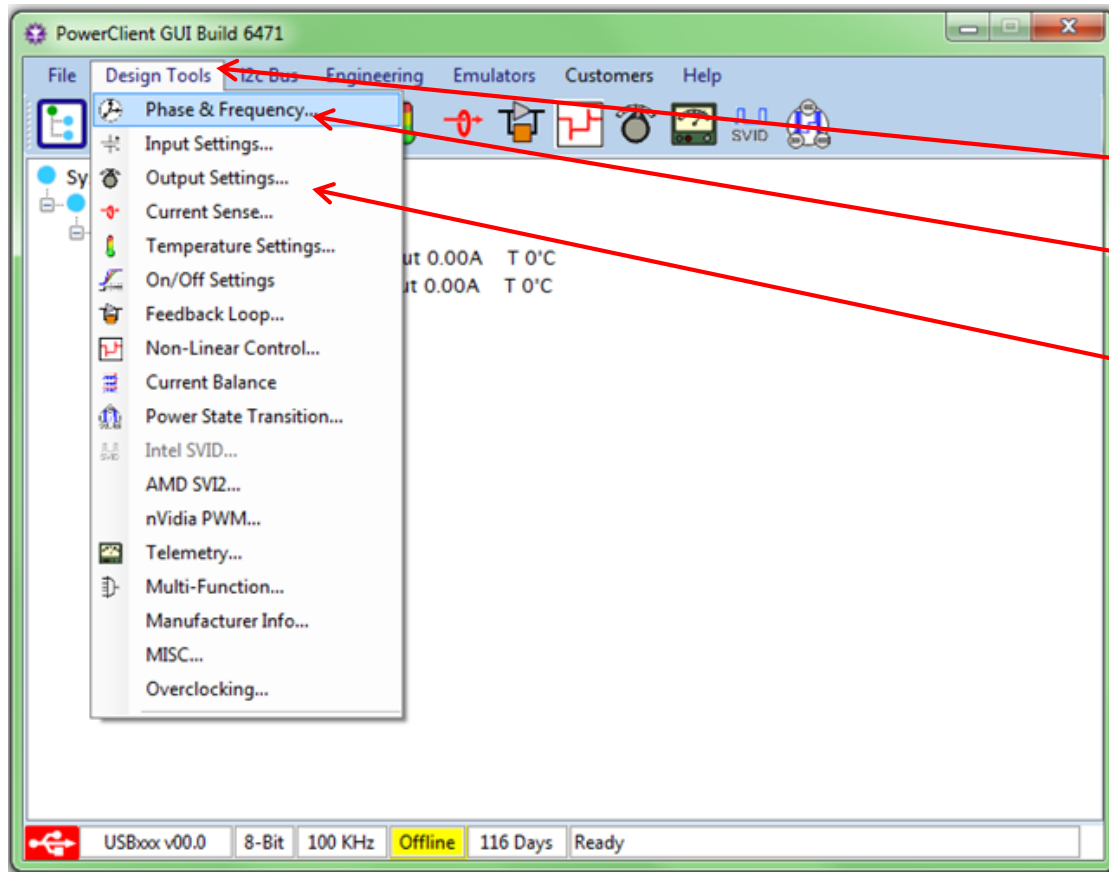 PowerClient GUI Build 6471
File Design Tools I2c Bus Engineering Emulators Customers Help
SVID
Phase & Frequency...
Input Settings...
Sy
Output Settings...
Current Sense...
Temperature Settings...
ut 0.00A T 0'C
On/Off Settings
ut 0.00A T 0'C
Feedback Loop...
Non-Linear Control...
Current Balance
Power State Transition...
SVID
Intel SVID...
AMD SVI2...
nVidia PWM...
Telemetry...
Multi-Function...
Manufacturer Info...
MISC...
Overclocking...
USBxxx v00.0 8-Bit 100 KHz Offline 116 Days Ready